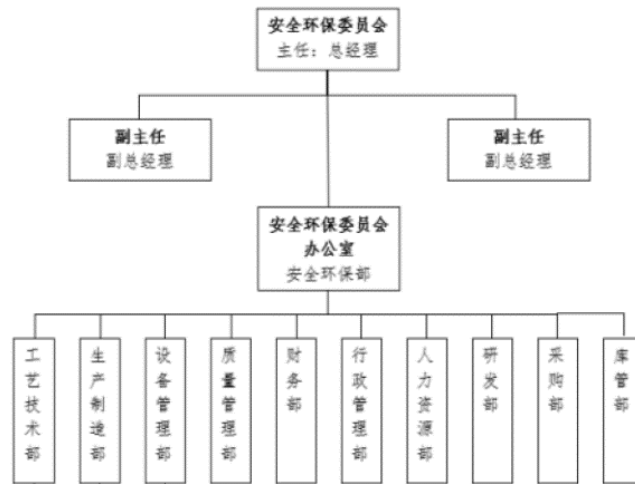 安全环保委员会
主任：总经理
副主任
副总经理
副主任
副总经理
安全环保委员会
办公室
安全环保部
工艺技术部
生产制造部
设备管理部
质量管理部
财务部
行政管理部
人力资源部
研发部
采购部
库管部